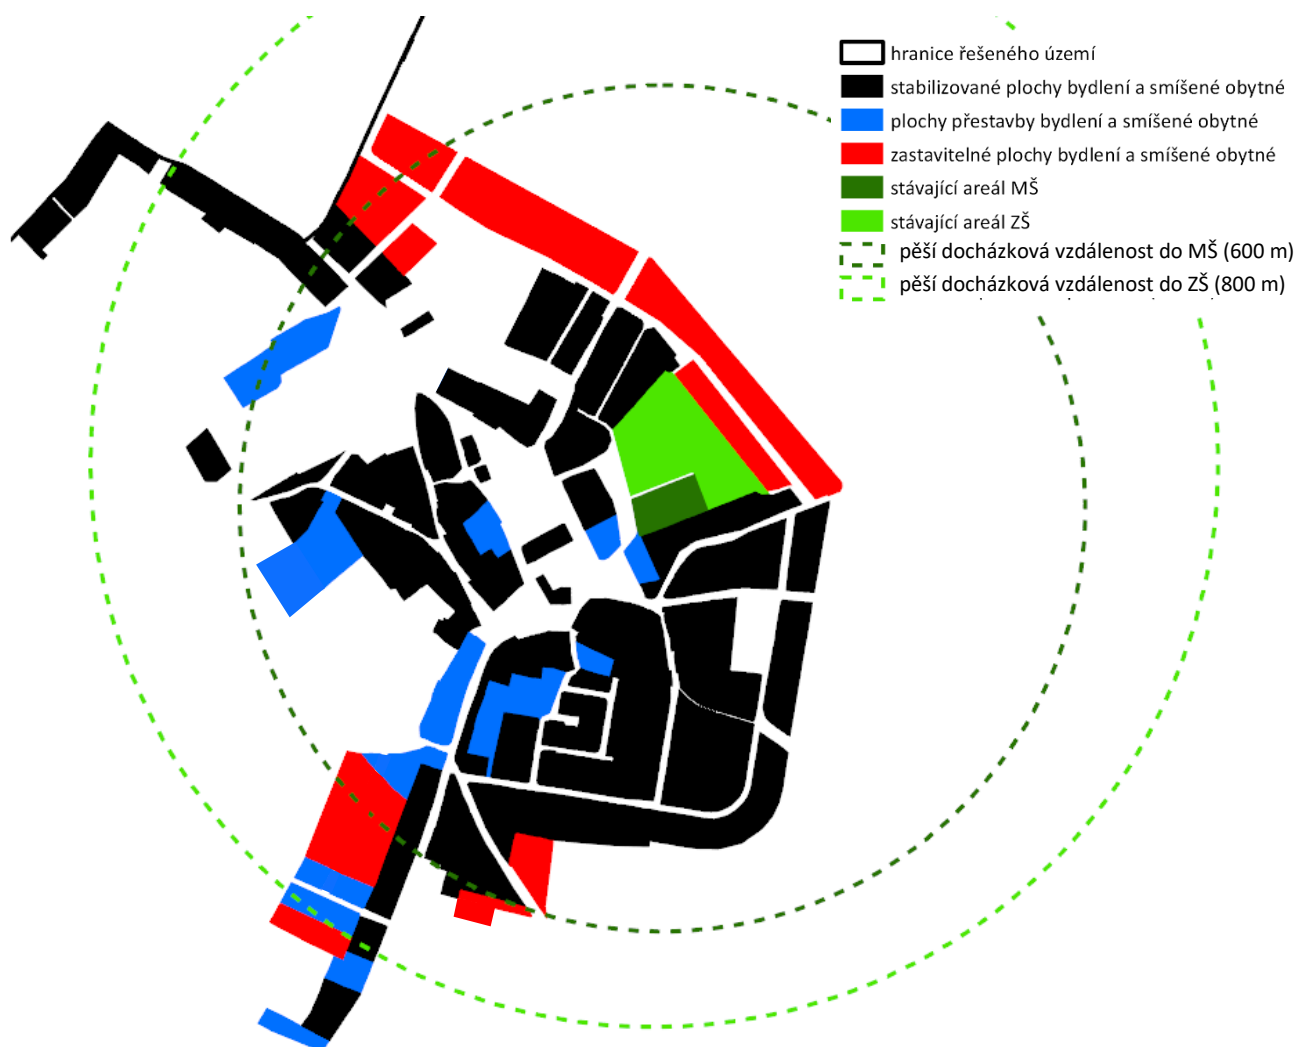 hranice řešeného území
stabilizované plochy bydlení a smíšené obytné
plochy přestavby bydlení a smíšené obytné
zastavitelné plochy bydlení a smíšené obytné
stávající areál MŠ
stávající areál ZŠ
pěší docházková vzdálenost do MŠ (600 m)
pěší docházková vzdálenost do ZŠ (800 m)